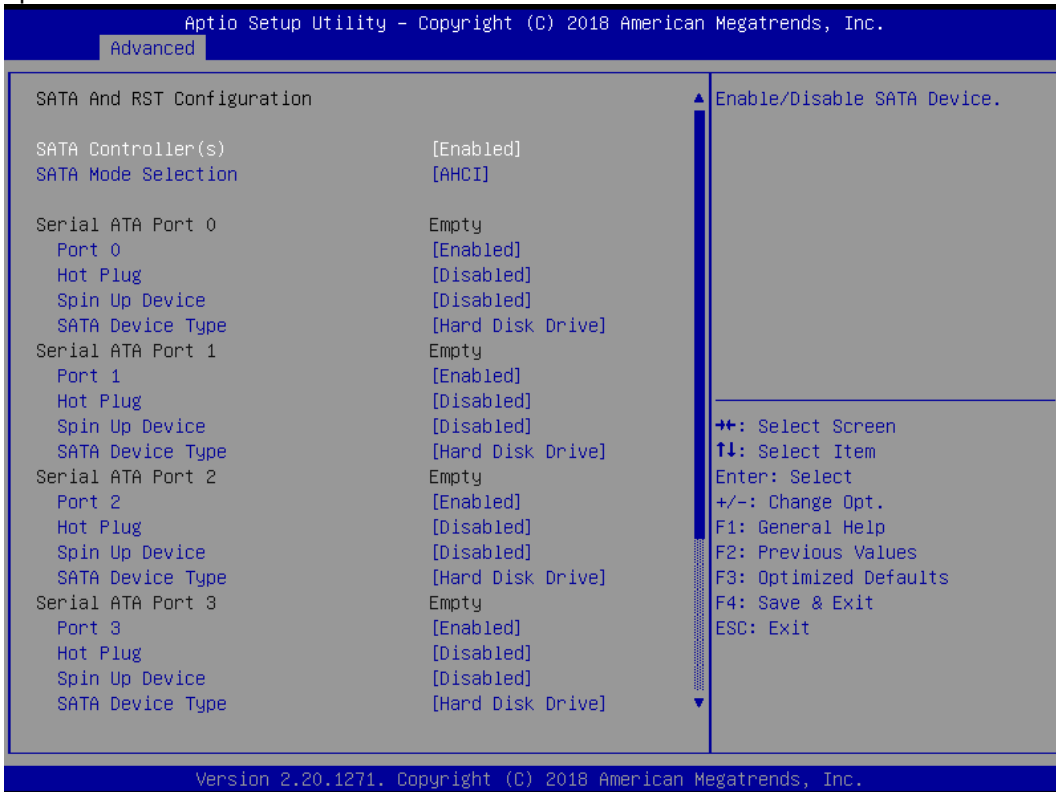 Aptio Setup Utility – Copyright (C) 2018 American Megatrends, Inc.
Advanced
SATA And RST Configuration
SATA Controller(s) [Enabled]
SATA Mode Selection [AHCI]
Serial ATA Port 0 Empty
Port 0 [Enabled]
Hot Plug [Disabled]
Spin Up Device [Disabled]
SATA Device Type [Hard Disk Drive]
Serial ATA Port 1 Empty
Port 1 [Enabled]
Hot Plug [Disabled]
Spin Up Device [Disabled]
SATA Device Type [Hard Disk Drive]
Serial ATA Port 2 Empty
Port 2 [Enabled]
Hot Plug [Disabled]
Spin Up Device [Disabled]
SATA Device Type [Hard Disk Drive]
Serial ATA Port 3 Empty
Port 3 [Enabled]
Hot Plug [Disabled]
Spin Up Device [Disabled]
SATA Device Type [Hard Disk Drive]
Enable/Disable SATA Device.
→←: Select Screen
↑↓: Select Item
Enter: Select
+/-: Change Opt.
F1: General Help
F2: Previous Values
F3: Optimized Defaults
F4: Save & Exit
ESC: Exit
Version 2.20.1271. Copyright (C) 2018 American Megatrends, Inc.